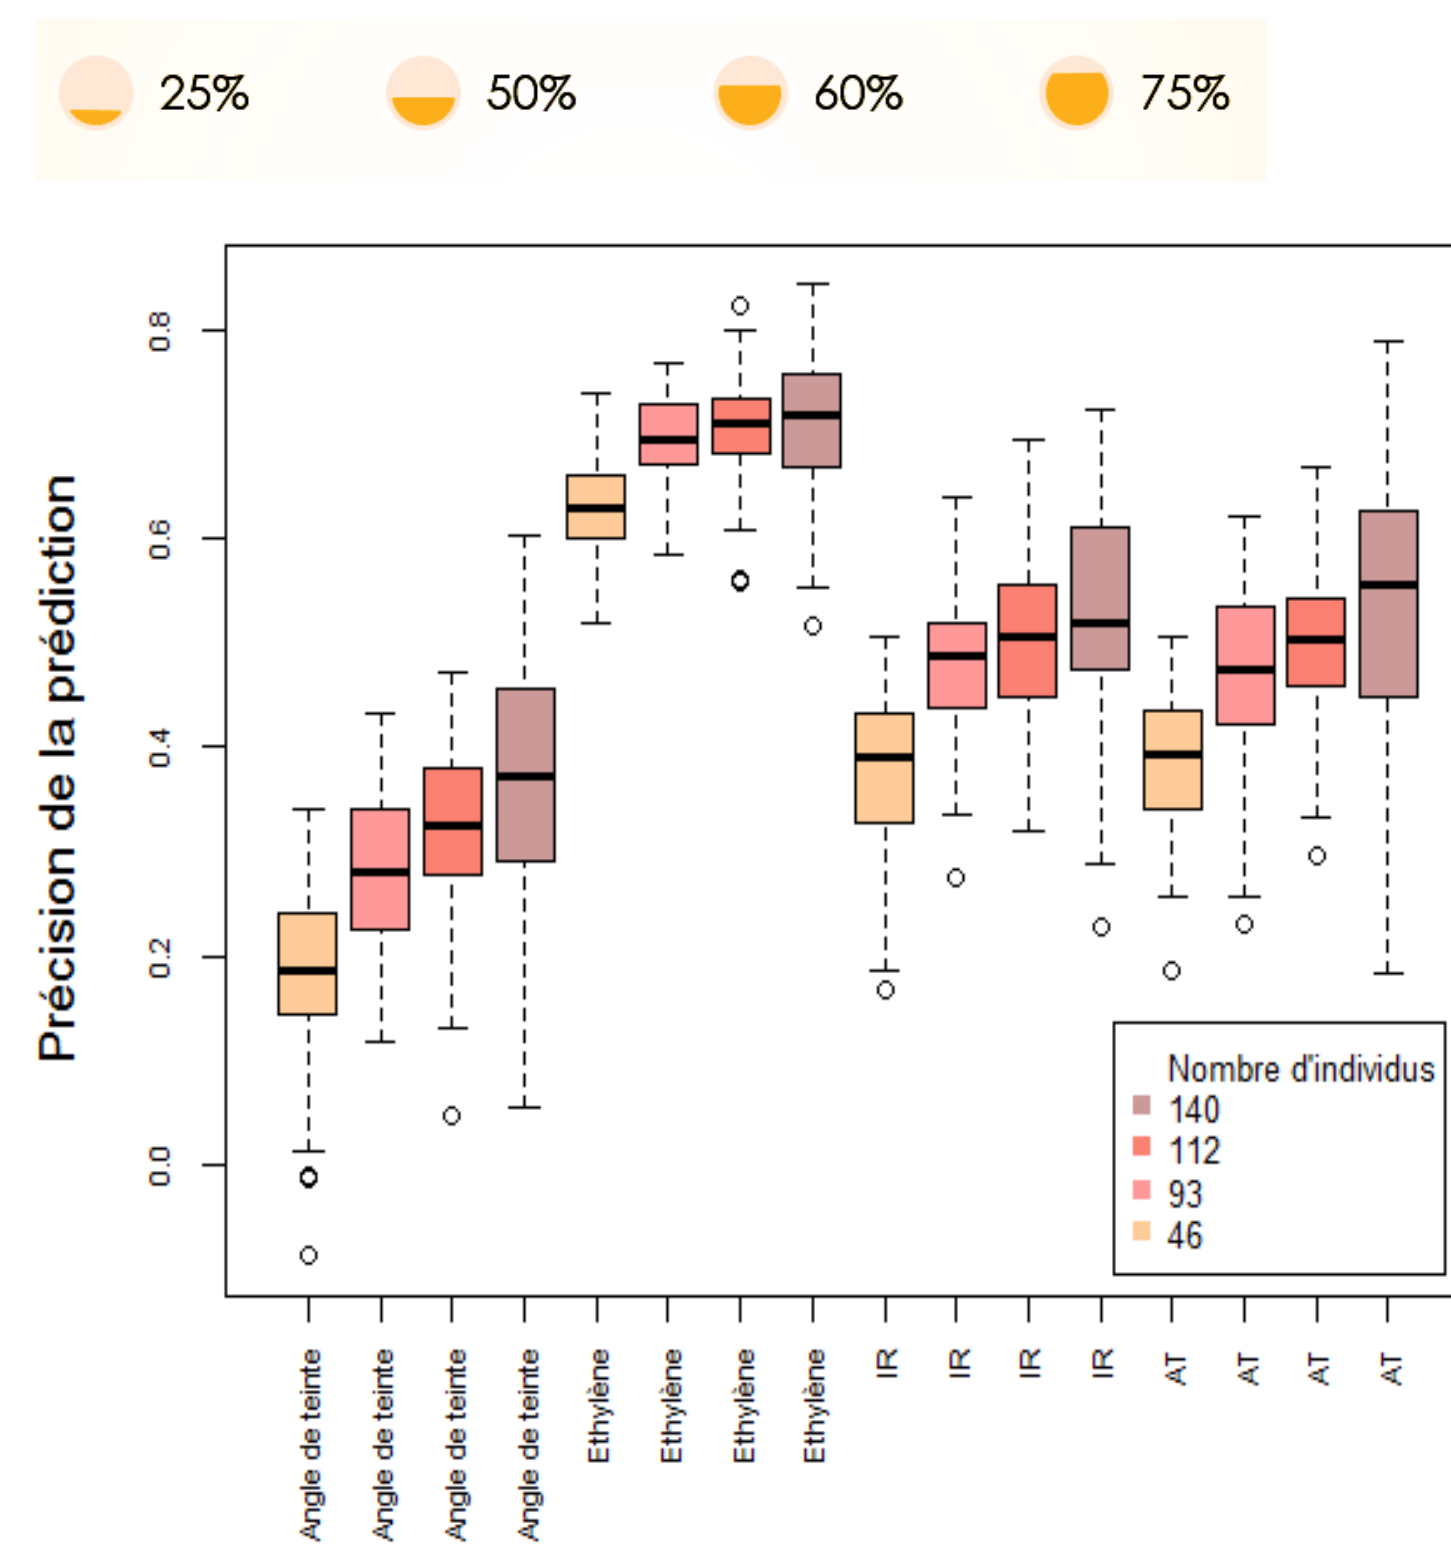 25% 50% 60% 75%
Précision de la prédiction
0.8
0.6
0.4
0.2
0.0
Nombre d'individus
140
112
93
46
Angle de teinte
Angle de teinte
Angle de teinte
Angle de teinte
Ethylène
Ethylène
Ethylène
Ethylène
IR
IR
IR
IR
AT
AT
AT
AT